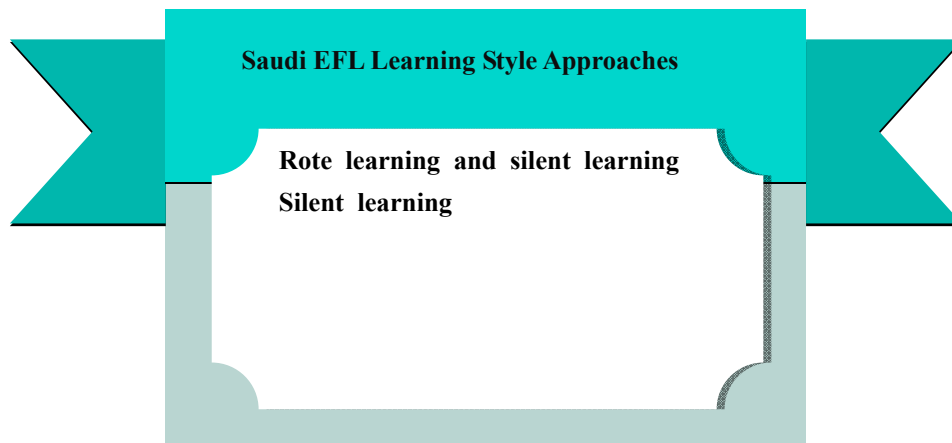 Saudi EFL Learning Style Approaches
Rote learning and silent learning
Silent learning